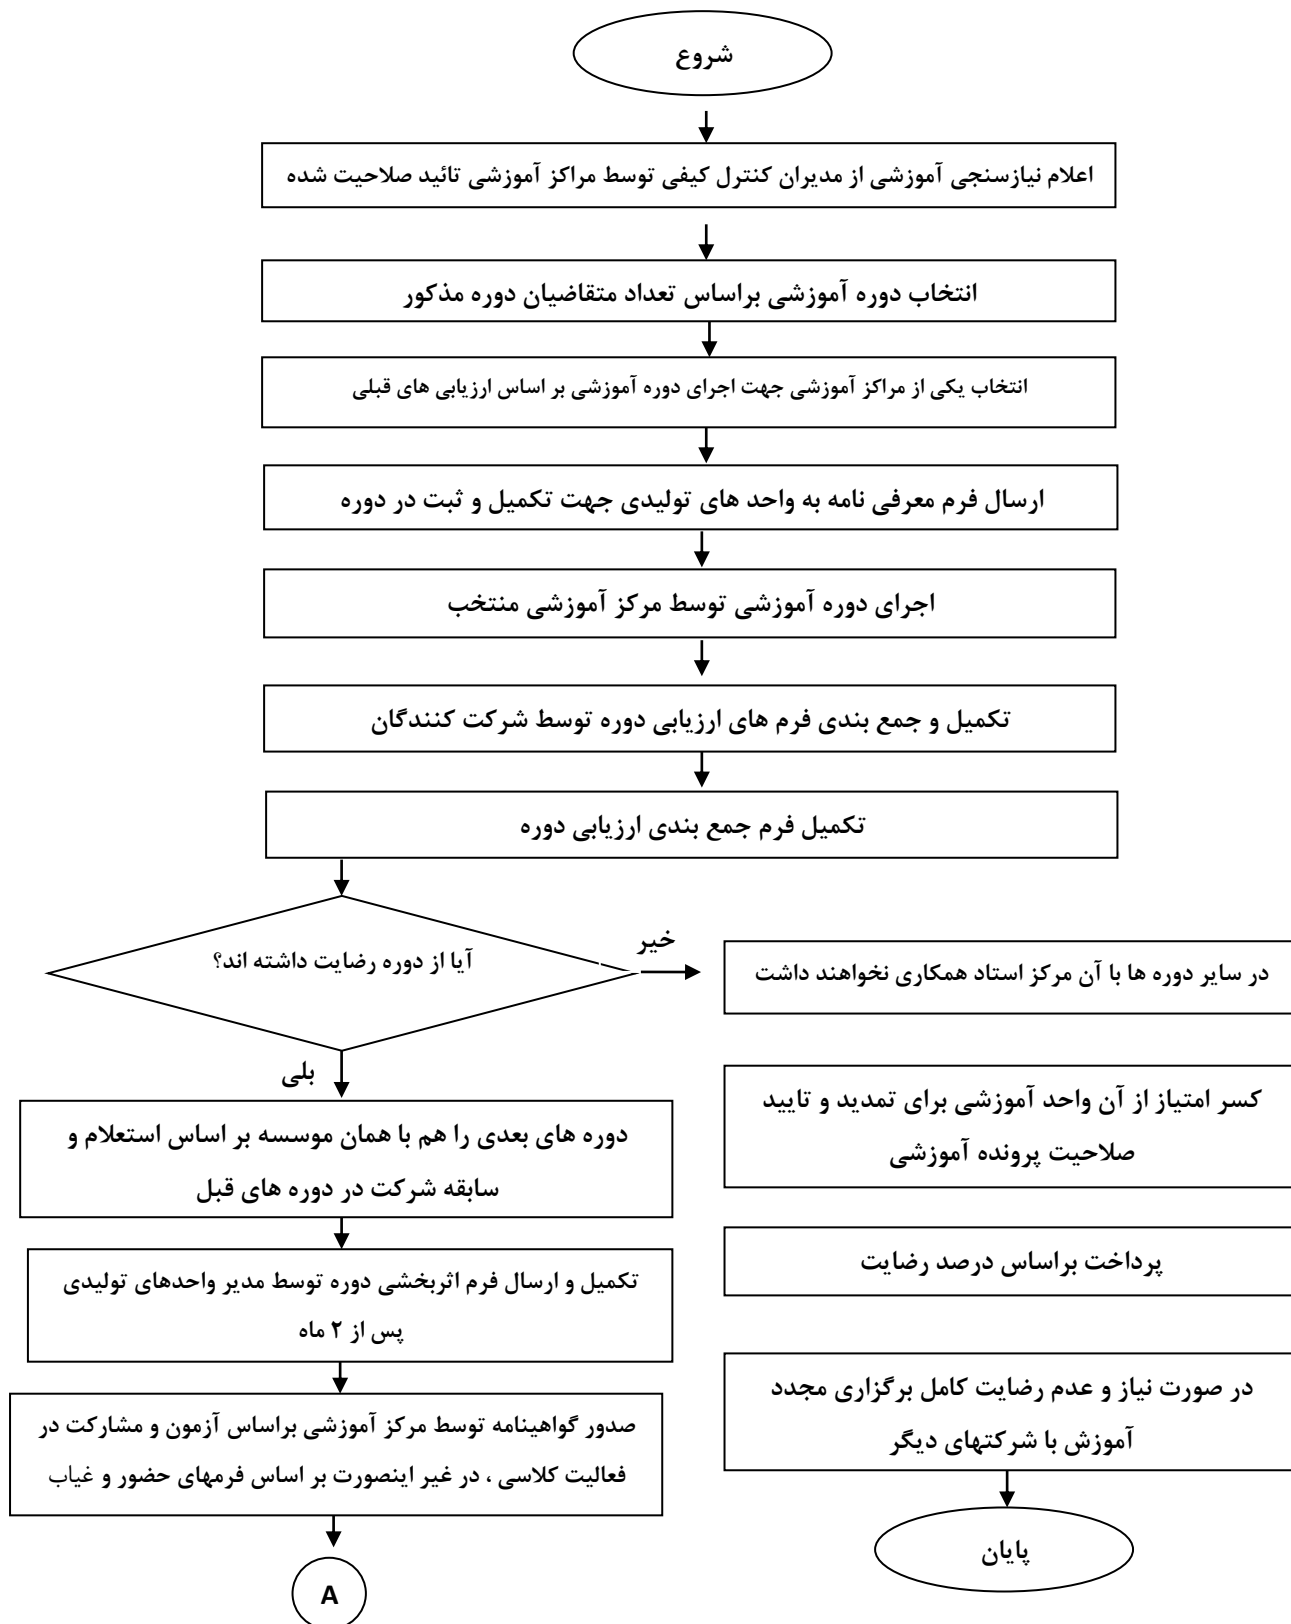 شروع
اعلام نیازسنجی آموزشی از مدیران کنترل کیفی توسط مراکز آموزشی تائید صلاحیت شده
انتخاب دوره آموزشی براساس تعداد متقاضیان دوره مذکور
انتخاب یکی از مراکز آموزشی جهت اجرای دوره آموزشی بر اساس ارزیابی های قبلی
ارسال فرم معرفی نامه به واحد های تولیدی جهت تکمیل و ثبت در دوره
اجرای دوره آموزشی توسط مرکز آموزشی منتخب
تکمیل و جمع بندی فرم های ارزیابی دوره توسط شرکت کنندگان
تکمیل فرم جمع بندی ارزیابی دوره
آیا از دوره رضایت داشته اند؟
خیر
در سایر دوره ها با آن مرکز استاد همکاری نخواهند داشت
کسر امتیاز از آن واحد آموزشی برای تمدید و تایید
صلاحیت پرونده آموزشی
پرداخت براساس درصد رضایت
در صورت نیاز و عدم رضایت کامل برگزاری مجدد
آموزش با شرکتهای دیگر
پایان
بلی
دوره های بعدی را هم با همان موسسه بر اساس استعلام و
سابقه شرکت در دوره های قبل
تکمیل و ارسال فرم اثربخشی دوره توسط مدیر واحدهای تولیدی
پس از ۲ ماه
صدور گواهینامه توسط مرکز آموزشی براساس آزمون و مشارکت در
فعالیت کلاسی ، در غیر اینصورت بر اساس فرمهای حضور و غیاب
A